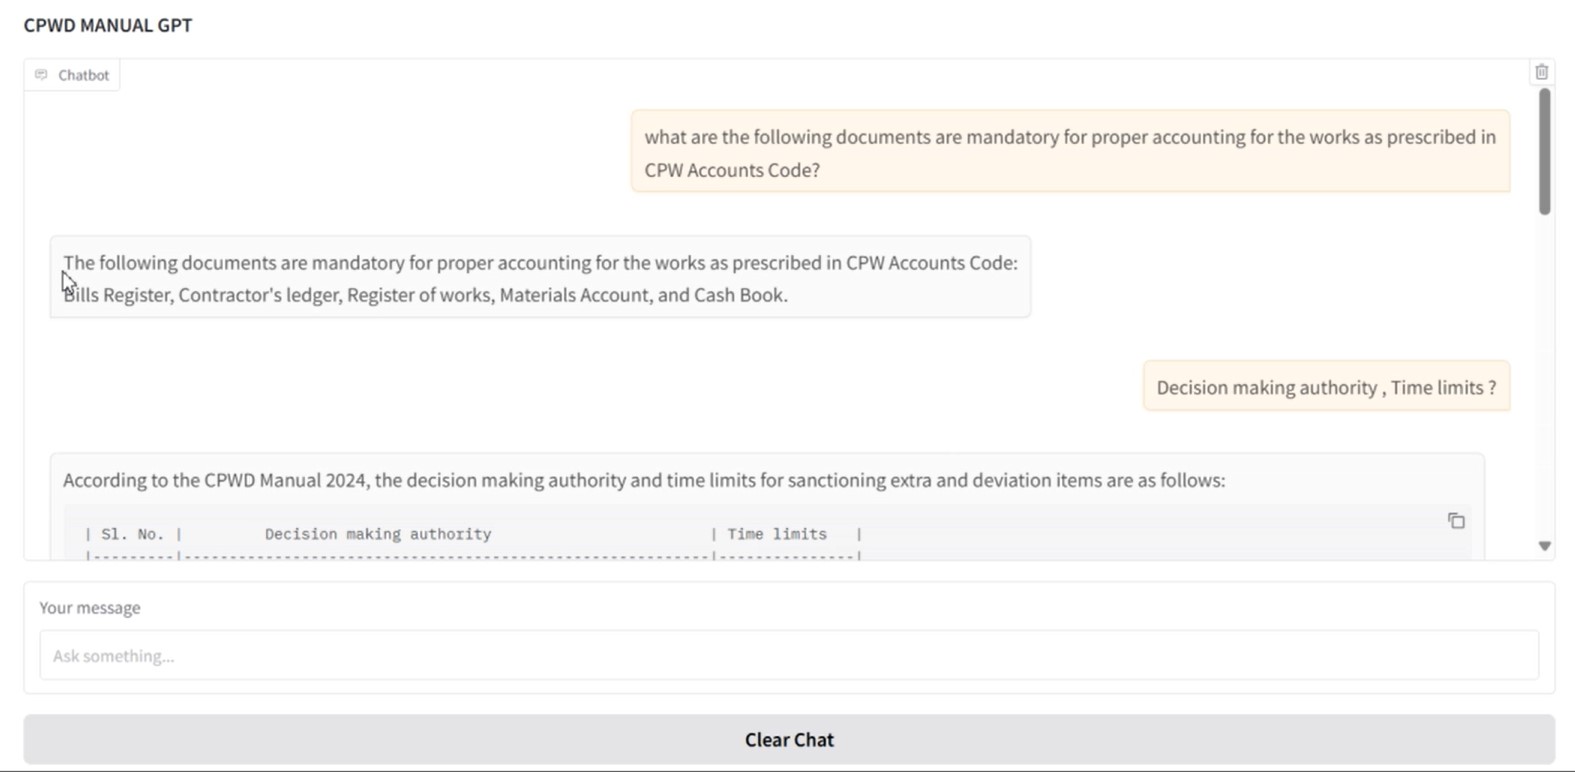 CPWD MANUAL GPT
Chatbot
what are the following documents are mandatory for proper accounting for the works as prescribed in
CPW Accounts Code?
The following documents are mandatory for proper accounting for the works as prescribed in CPW Accounts Code:
Bills Register, Contractor's ledger, Register of works, Materials Account, and Cash Book.
Decision making authority , Time limits ?
According to the CPWD Manual 2024, the decision making authority and time limits for sanctioning extra and deviation items are as follows:
| Sl. No. | Decision making authority | Time limits |
|---------|----------------------------------------------------------|---------------|
Your message
Ask something...
Clear Chat